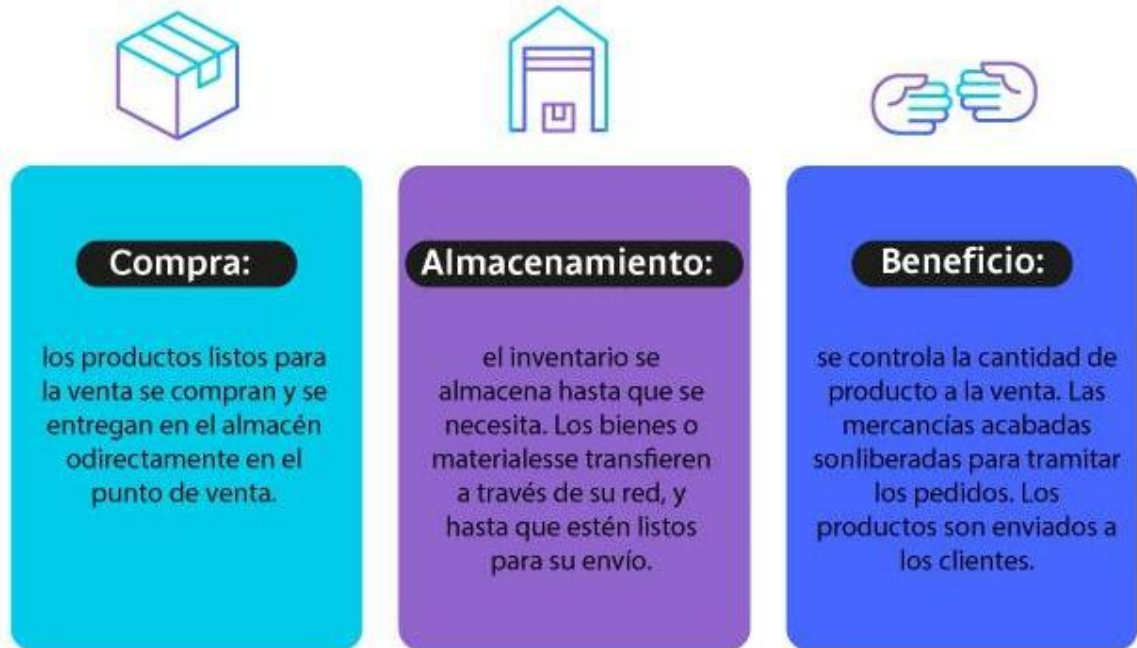 Compra:
los productos listos para
la venta se compran y se
entregan en el almacén
odirectamente en el
punto de venta.
Almacenamiento:
el inventario se
almacena hasta que se
necesita. Los bienes o
materialesse transfieren
a través de su red, y
hasta que estén listos
para su envío.
Beneficio:
se controla la cantidad de
producto a la venta. Las
mercancías acabadas
sonliberadas para tramitar
los pedidos. Los
productos son enviados a
los clientes.